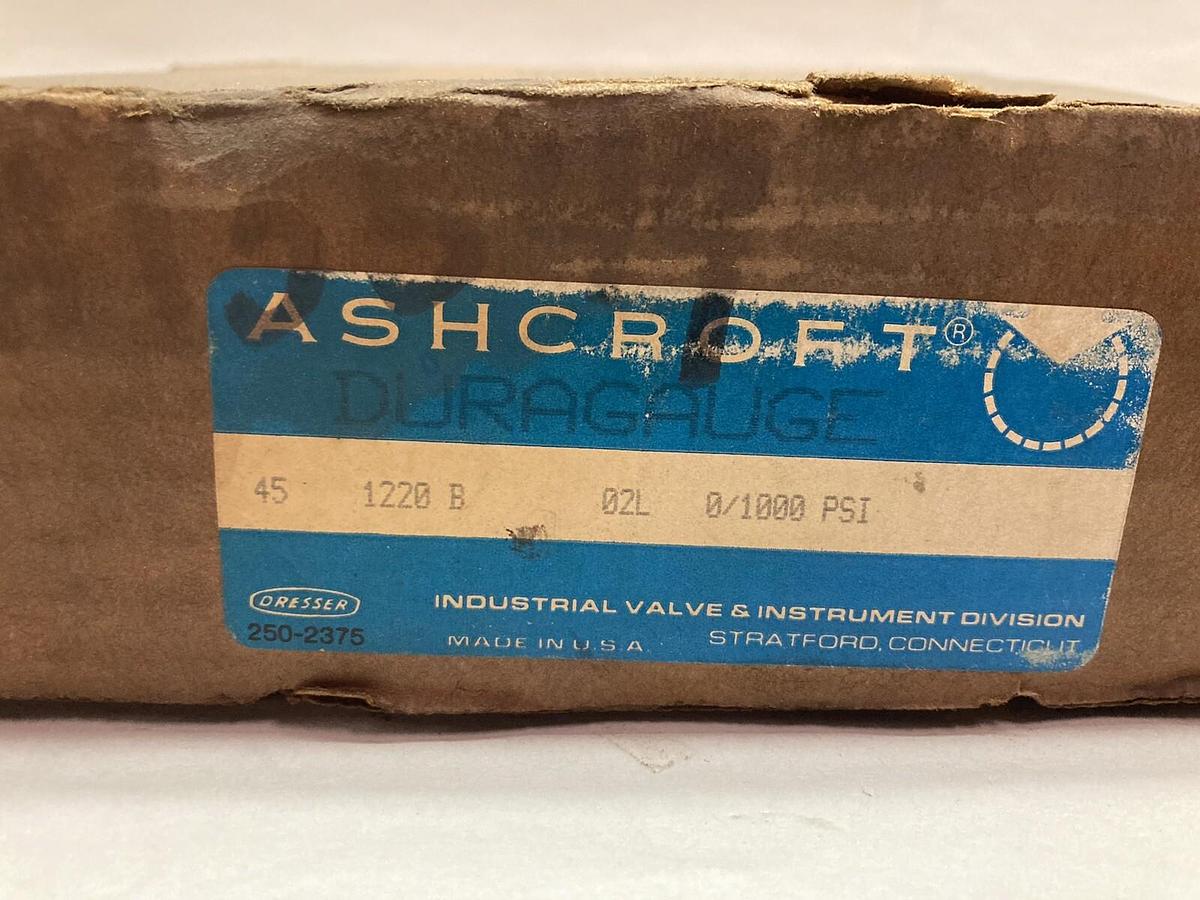 ASHCROFT®
DURAGAUGE
45 1220 B 02L 0/1000 PSI
DRESSER
INDUSTRIAL VALVE & INSTRUMENT DIVISION
250-2375 MADE IN U.S.A. STRATFORD, CONNECTICUT